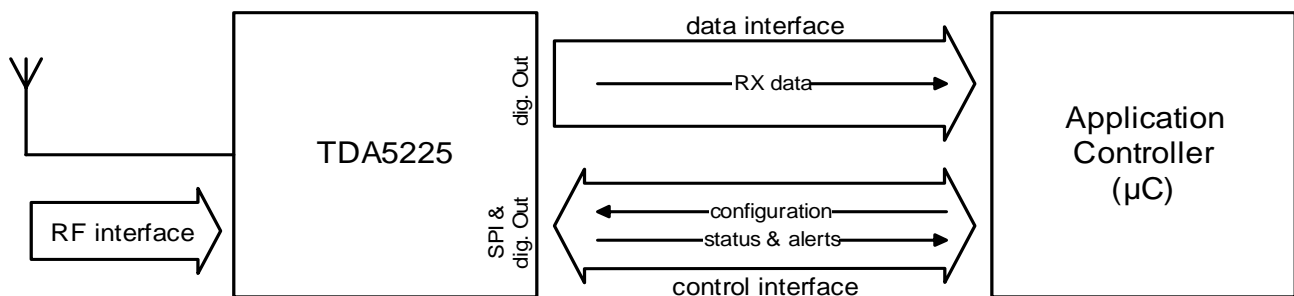 data interface
dig. Out
RX data
TDA5225
Application
Controller
(µC)
RF interface
SPI &
dig. Out
configuration
status & alerts
control interface